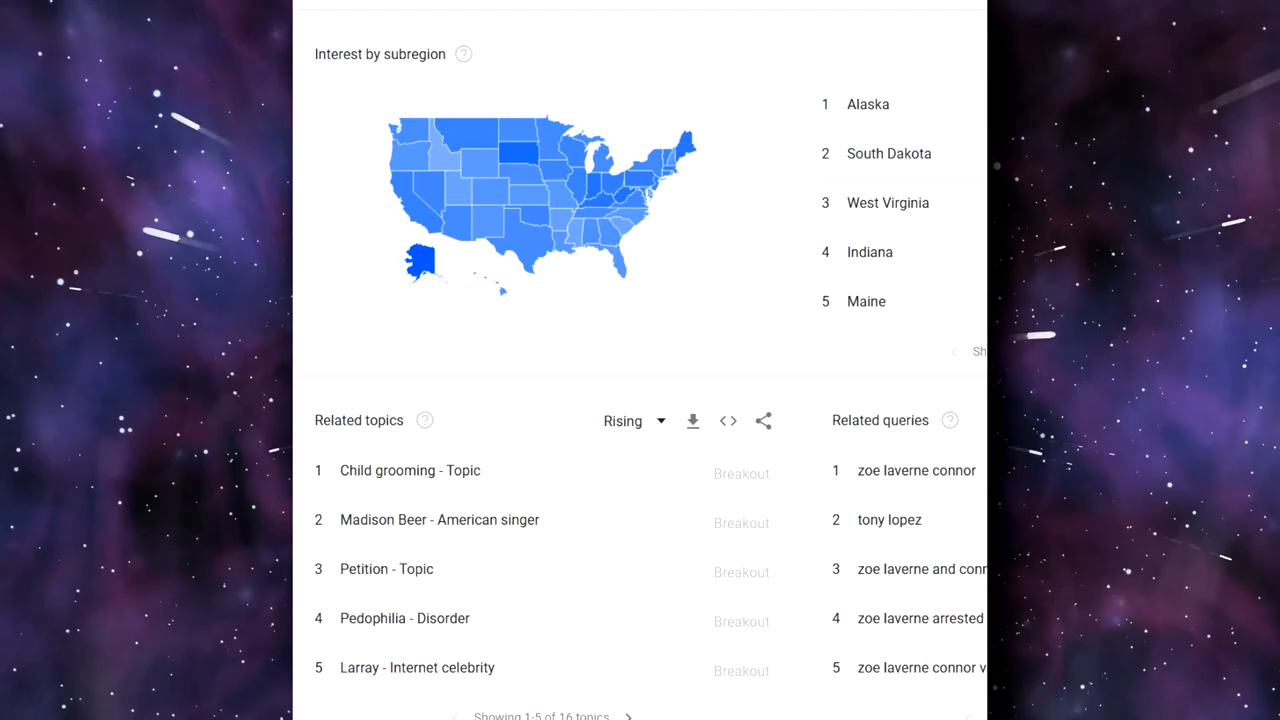 Interest by subregion ?
1 Alaska
2 South Dakota
3 West Virginia
4 Indiana
5 Maine
Sh
Related topics ?
Rising
1 Child grooming - Topic Breakout
2 Madison Beer - American singer Breakout
3 Petition - Topic Breakout
4 Pedophilia - Disorder Breakout
5 Larray - Internet celebrity Breakout
Showing 1-5 of 16 topics
Related queries ?
1 zoe laverne connor
2 tony lopez
3 zoe laverne and conn
4 zoe laverne arrested
5 zoe laverne connor v